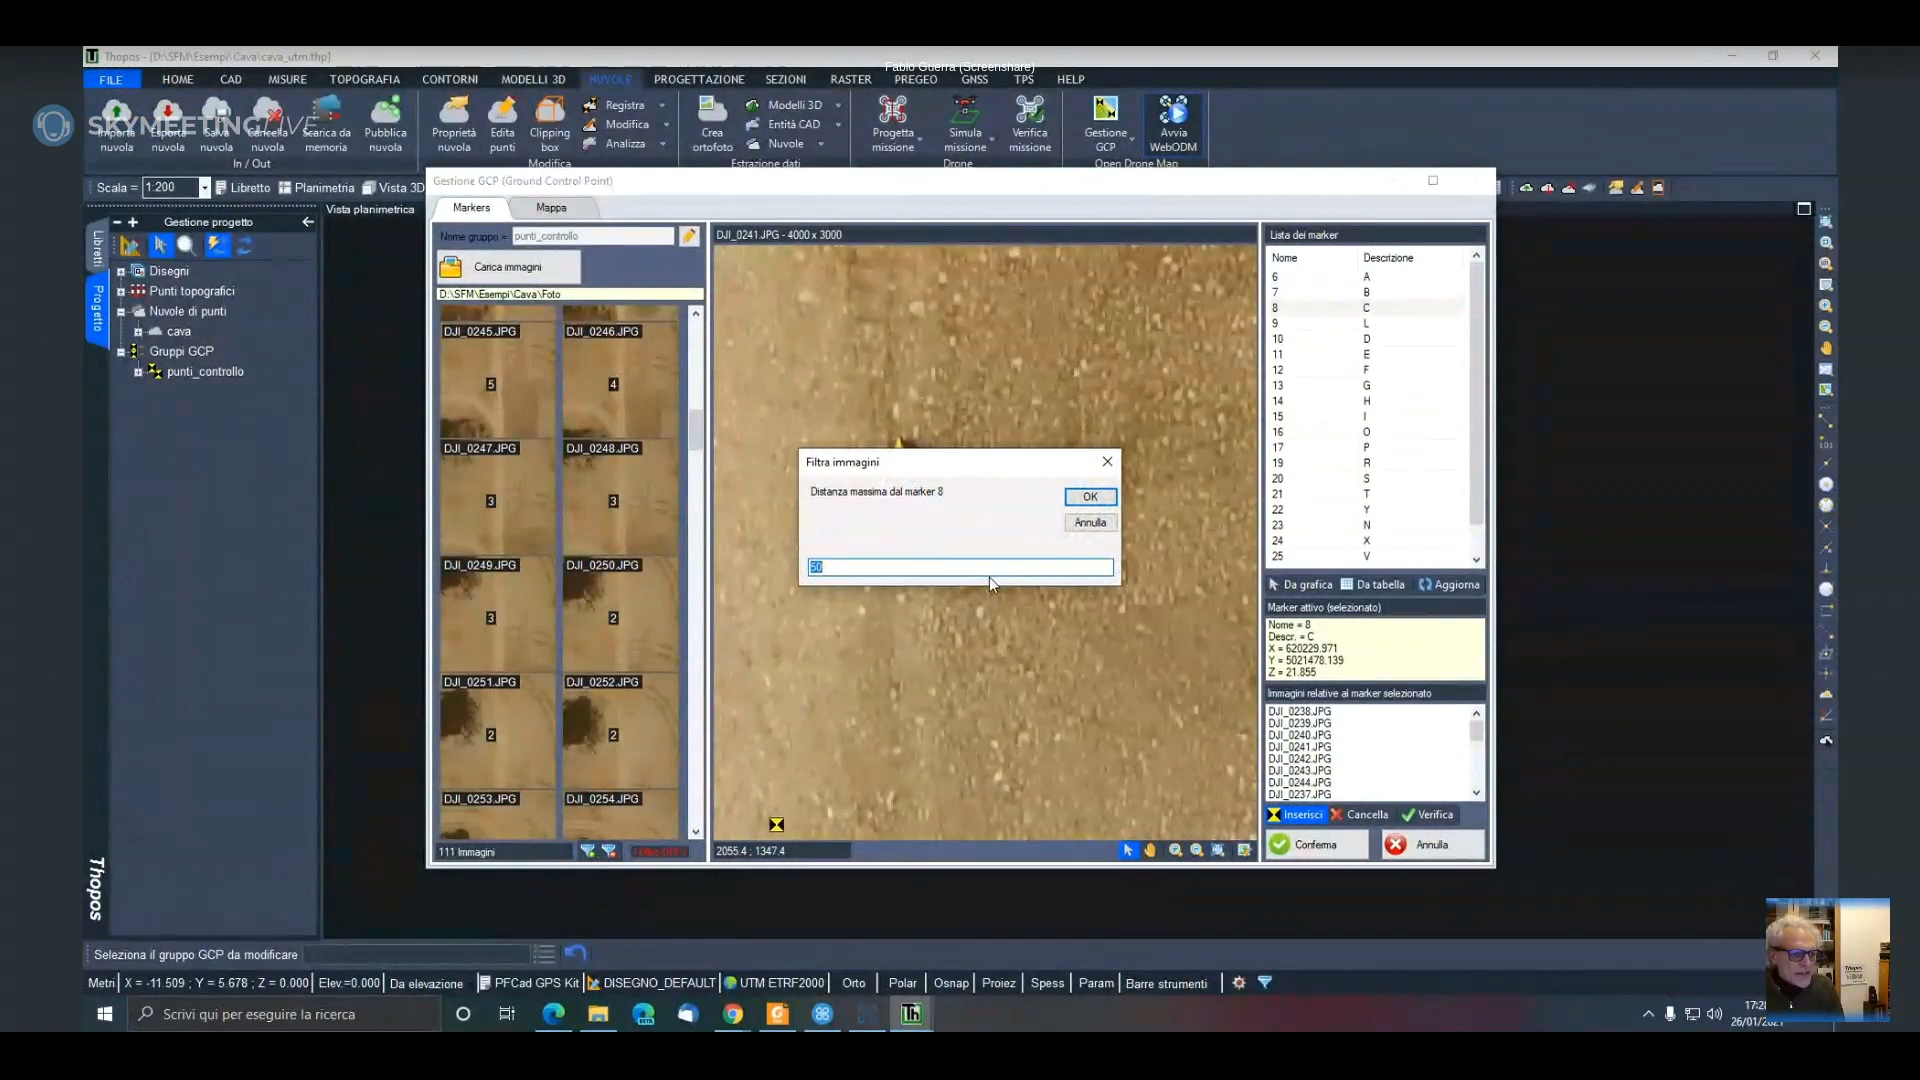 Thopos - [D:\SFM\Esempi\Cava\cava_utm.thp]
Fabio Guerra (Screenshare)
FILE HOME CAD MISURE TOPOGRAFIA CONTORNI MODELLI 3D NUVOLE PROGETTAZIONE SEZIONI RASTER PREGEO GNSS TPS HELP
SKYMEETINGLIVE
Importa nuvola
Esporta nuvola
Salva nuvola
Cancella nuvola
Scarica da memoria
Pubblica nuvola
In / Out
Proprietà nuvola
Edita punti
Clipping box
Registra
Modifica
Analizza
Modifica
Crea ortofoto
Modelli 3D
Entità CAD
Nuvole
Estrazione dati
Progetta missione
Simula missione
Verifica missione
Drone
Gestione GCP
Avvia WebODM
Open Drone Map
Scala = 1:200 Libretto Planimetria Vista 3D
Libretti
Progetto
Gestione progetto
Disegni
Punti topografici
Nuvole di punti
cava
Gruppi GCP
punti_controllo
Thopos
Vista planimetrica
Gestione GCP (Ground Control Point)
Markers Mappa
Nome gruppo = punti_controllo
Carica immagini
D:\SFM\Esempi\Cava\Foto
DJI_0245.JPG DJI_0246.JPG
5 4
DJI_0247.JPG DJI_0248.JPG
3 3
DJI_0249.JPG DJI_0250.JPG
3 2
DJI_0251.JPG DJI_0252.JPG
2 2
DJI_0253.JPG DJI_0254.JPG
111 Immagini
DJI_0241.JPG - 4000 x 3000
Filtra immagini
Distanza massima dal marker 8
OK
Annulla
50
2055.4 ; 1347.4
Lista dei marker
Nome Descrizione
6 A
7 B
8 C
9 L
10 D
11 E
12 F
13 G
14 H
15 I
16 O
17 P
19 R
20 S
21 T
22 Y
23 N
24 X
25 V
Da grafica Da tabella Aggiorna
Marker attivo (selezionato)
Nome = 8
Descr. = C
X = 620229.971
Y = 5021478.139
Z = 21.855
Immagini relative al marker selezionato
DJI_0238.JPG
DJI_0239.JPG
DJI_0240.JPG
DJI_0241.JPG
DJI_0242.JPG
DJI_0243.JPG
DJI_0244.JPG
DJI_0237.JPG
Inserisci Cancella Verifica
Conferma Annulla
Seleziona il gruppo GCP da modificare
Metri X = -11.509 ; Y = 5.678 ; Z = 0.000 Elev.=0.000 Da elevazione PFCad GPS Kit DISEGNO_DEFAULT UTM ETRF2000 Orto Polar Osnap Proiez Spess Param Barre strumenti
Scrivi qui per eseguire la ricerca
BETA
Th
Thopos